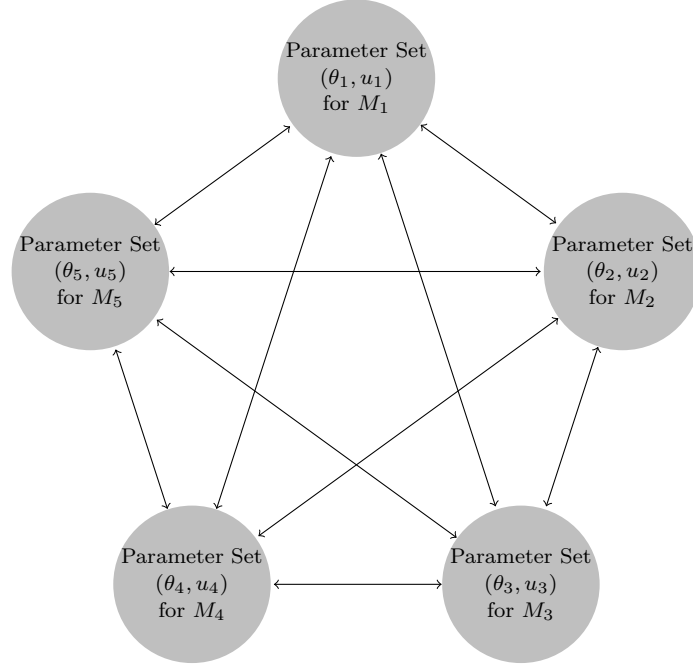 Parameter Set
(θ₁, u₁)
for M₁
Parameter Set
(θ₅, u₅)
for M₅
Parameter Set
(θ₂, u₂)
for M₂
Parameter Set
(θ₄, u₄)
for M₄
Parameter Set
(θ₃, u₃)
for M₃